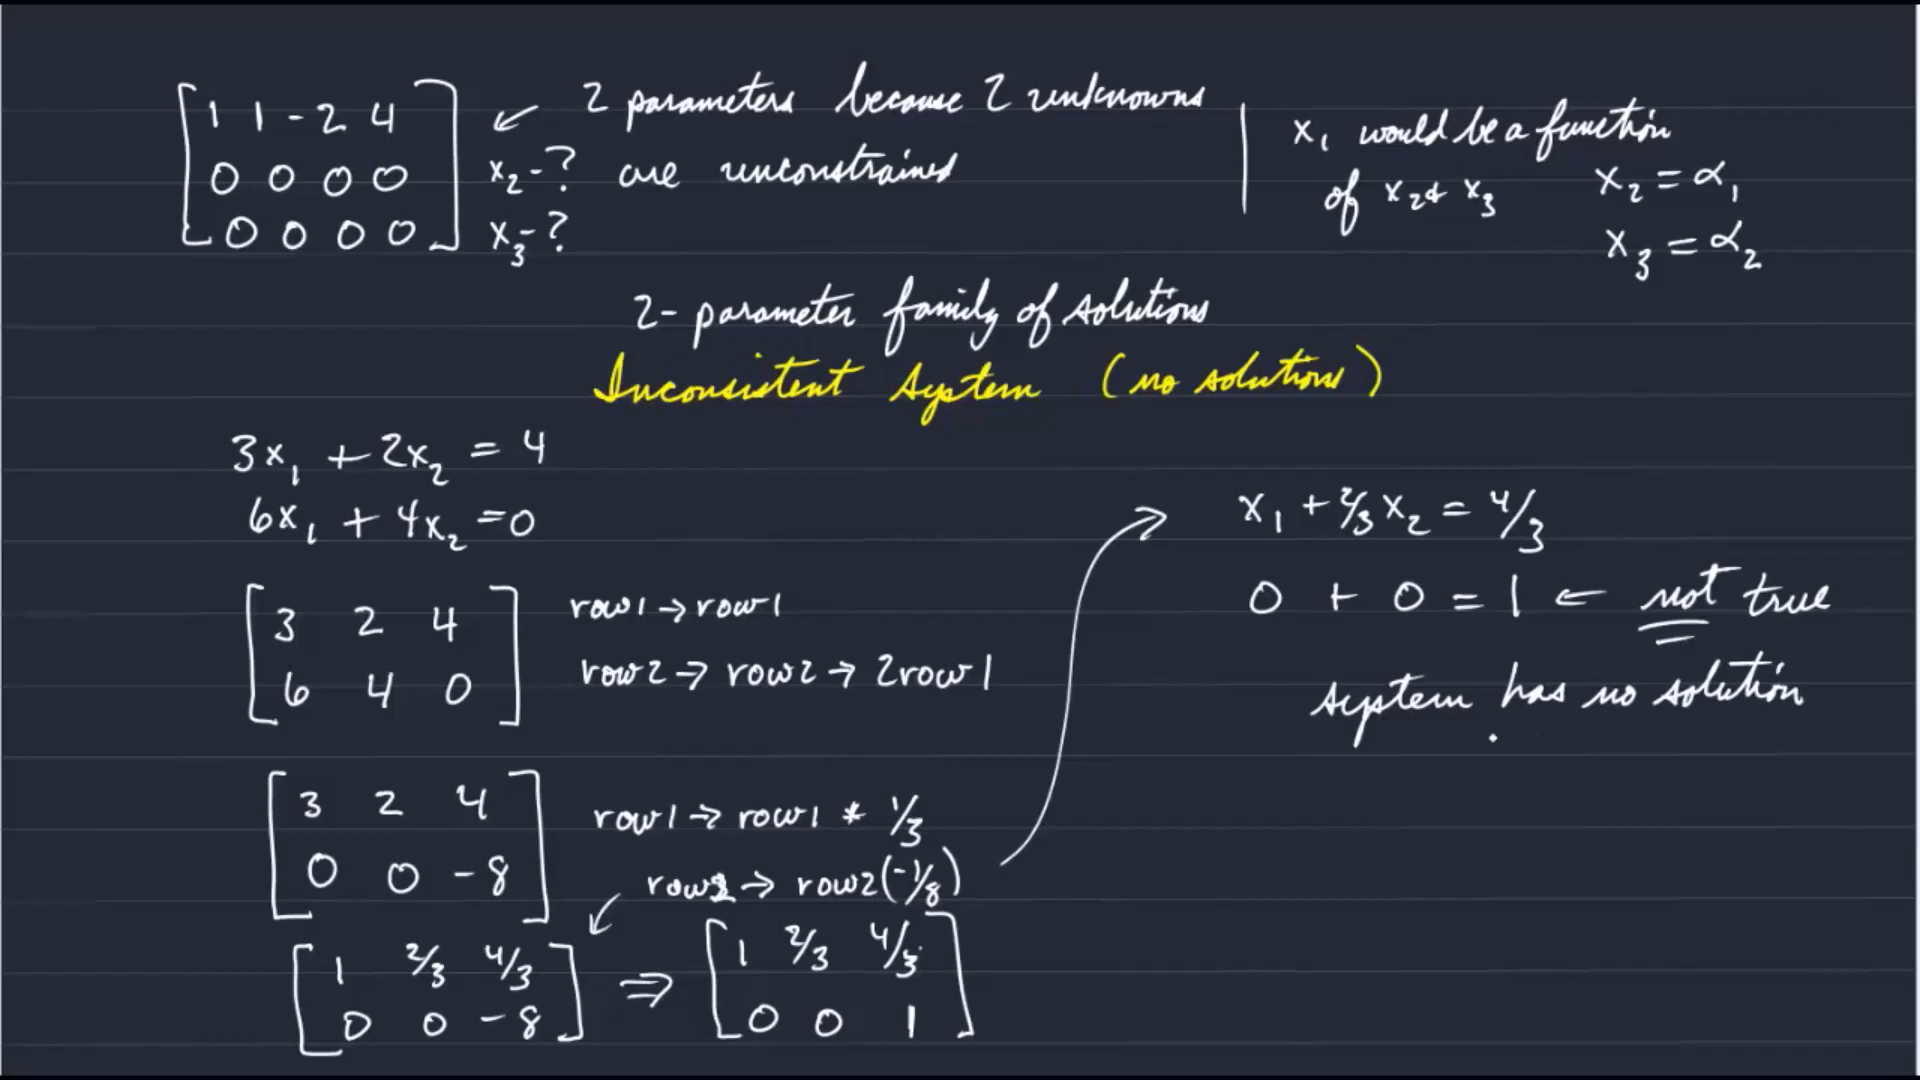 1 1 -2 4 ← 2 parameters because 2 unknowns
0 0 0 0 x₂-? are unconstrained
0 0 0 0 x₃-?
x₁ would be a function
of x₂ & x₃ x₂ = α₁
x₃ = α₂
2-parameter family of solutions
Inconsistent System (no solutions)
3x₁ + 2x₂ = 4
6x₁ + 4x₂ = 0
3 2 4 row1 → row1
6 4 0 row2 → row2 → 2row1
3 2 4 row1 → row1 * 1/3
0 0 -8 row2 → row2(-1/8)
1 2/3 4/3
0 0 -8
⇒
1 2/3 4/3
0 0 1
x₁ + 2/3 x₂ = 4/3
0 + 0 = 1 ← not true
system has no solution